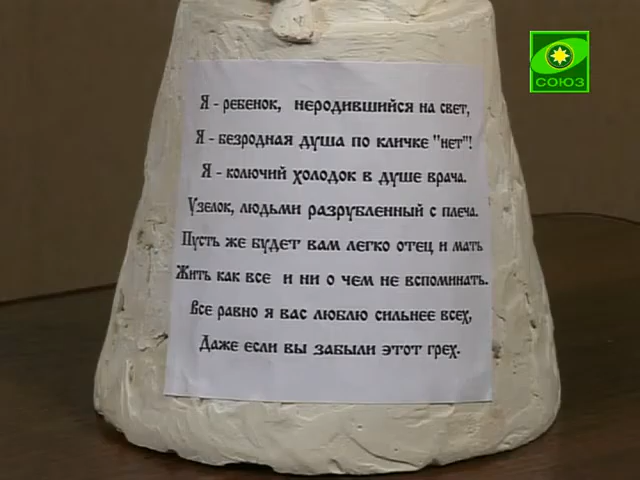 СОЮЗ
Я - ребенок, неродившийся на свет,
Я - безродная душа по кличке "нет"!
Я - колючий холодок в душе врача.
Узелок, людьми разрубленный с плеча.
Пусть же будет вам легко отец и мать
Жить как все и ни о чем не вспоминать.
Все равно я вас люблю сильнее всех,
Даже если вы забыли этот грех.